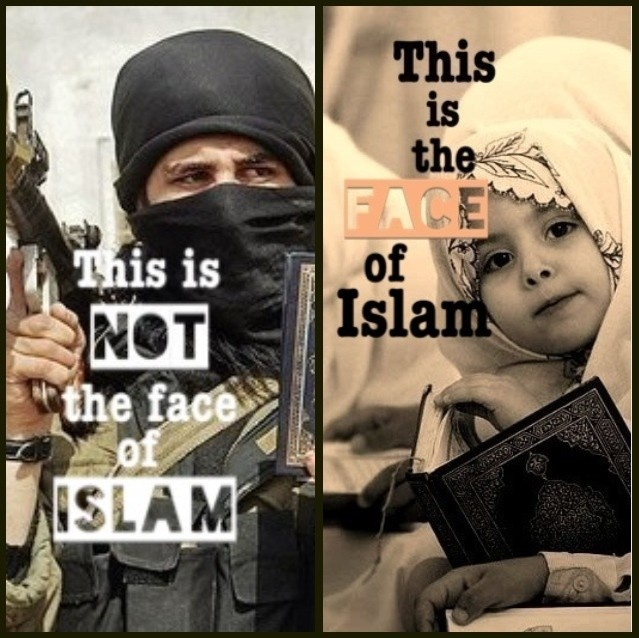 This is
NOT
the face
of
ISLAM
This
is
the
FACE
of
Islam